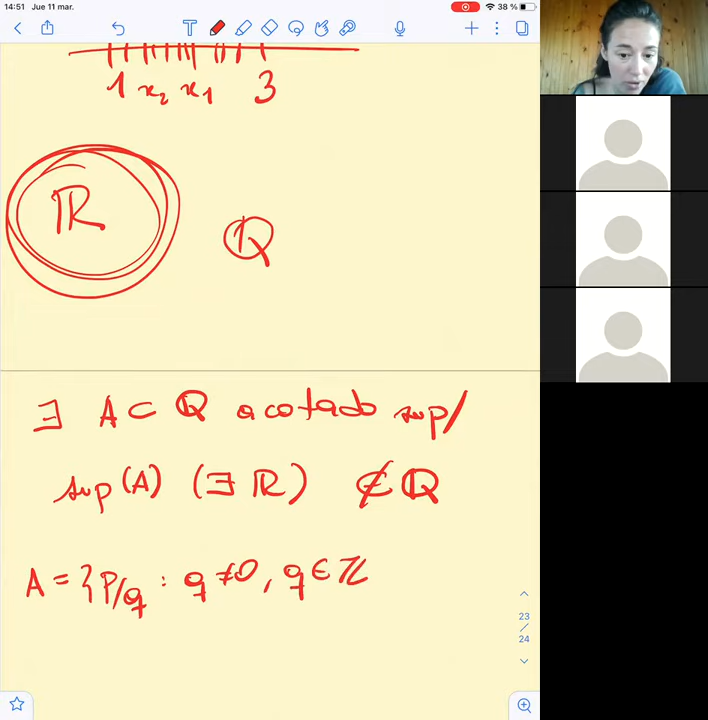 14:51 Jue 11 mar.
38 %
T
1 x₂ x₁ 3
ℝ
ℚ
∃ A ⊂ ℚ acotado sup/
sup(A) (∃ ℝ) ∉ ℚ
A = { P/q : q ≠ 0, q ∈ ℤ
23
/
24